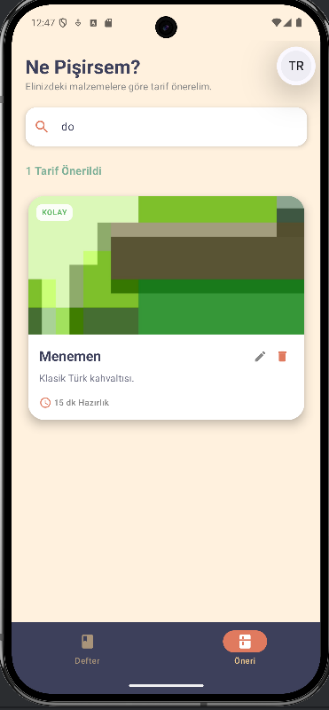 12:47
Ne Pişirsem?
TR
Elinizdeki malzemelere göre tarif önerelim.
do
1 Tarif Önerildi
KOLAY
Menemen
Klasik Türk kahvaltısı.
15 dk Hazırlık
Defter
Öneri